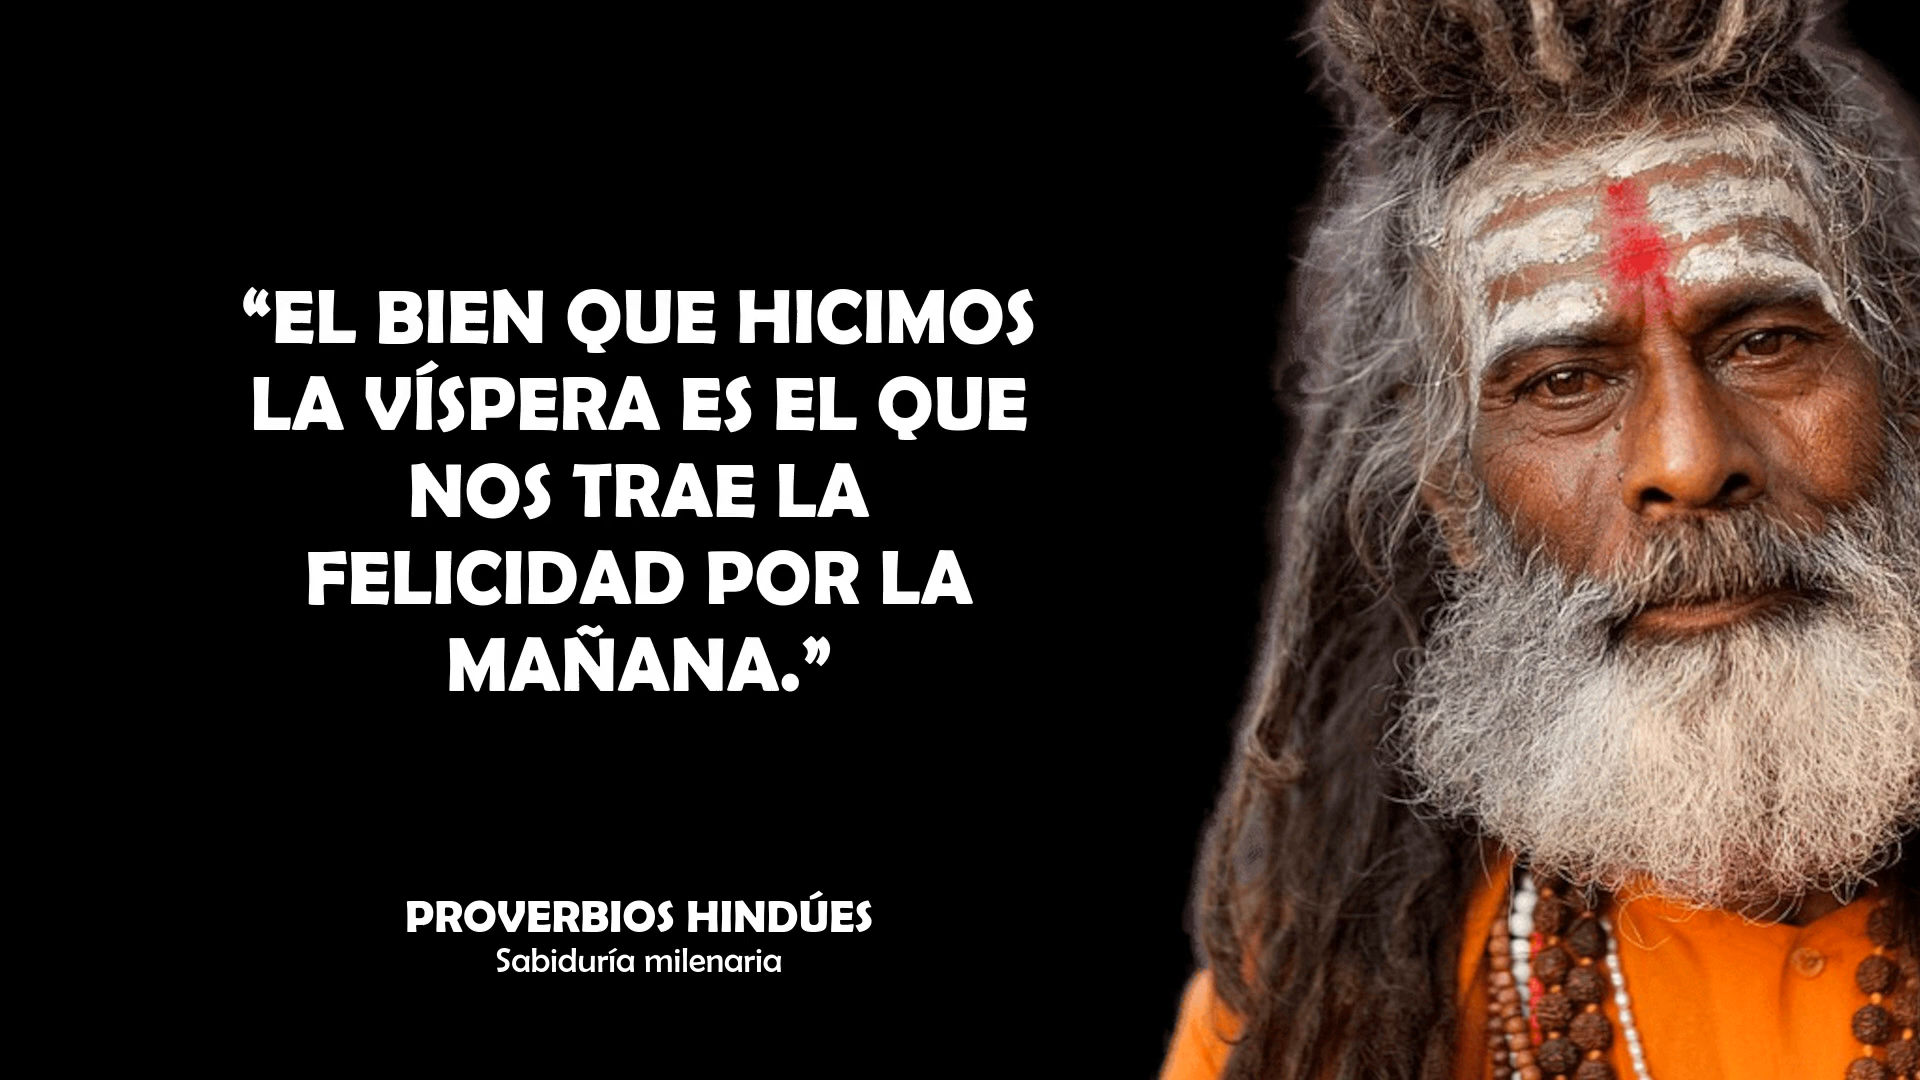 “EL BIEN QUE HICIMOS
LA VÍSPERA ES EL QUE
NOS TRAE LA
FELICIDAD POR LA
MAÑANA.”
PROVERBIOS HINDÚES
Sabiduría milenaria